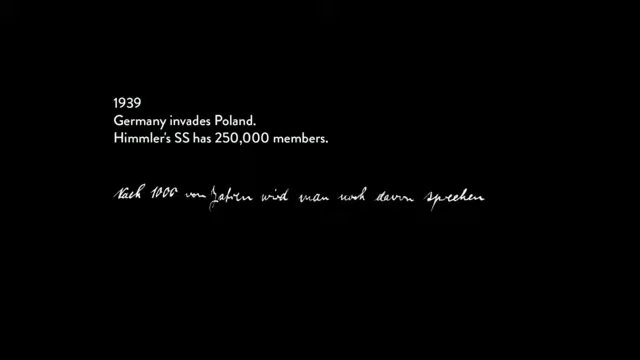 1939
Germany invades Poland.
Himmler's SS has 250,000 members.
Nach 1000 von Jahren wird man noch davon sprechen